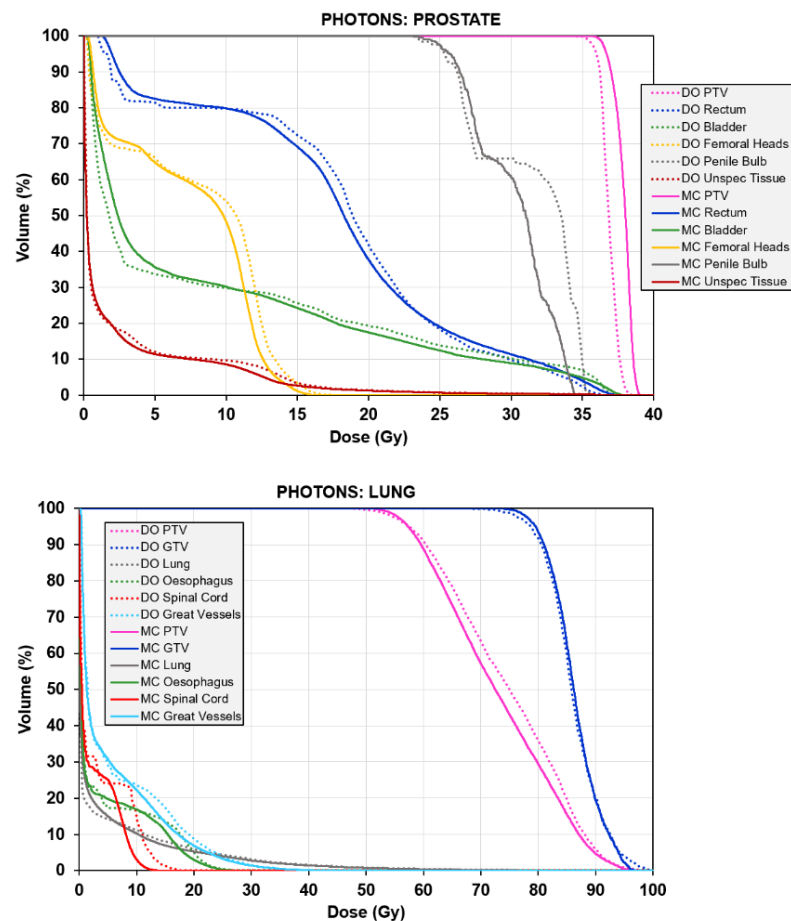 PHOTONS: PROSTATE
100
90
80
70
60
50
40
30
20
10
0
Volume (%)
0 5 10 15 20 25 30 35 40
Dose (Gy)
DO PTV
DO Rectum
DO Bladder
DO Femoral Heads
DO Penile Bulb
DO Unspec Tissue
MC PTV
MC Rectum
MC Bladder
MC Femoral Heads
MC Penile Bulb
MC Unspec Tissue
PHOTONS: LUNG
100
90
80
70
60
50
40
30
20
10
0
Volume (%)
DO PTV
DO GTV
DO Lung
DO Oesophagus
DO Spinal Cord
DO Great Vessels
MC PTV
MC GTV
MC Lung
MC Oesophagus
MC Spinal Cord
MC Great Vessels
0 10 20 30 40 50 60 70 80 90 100
Dose (Gy)